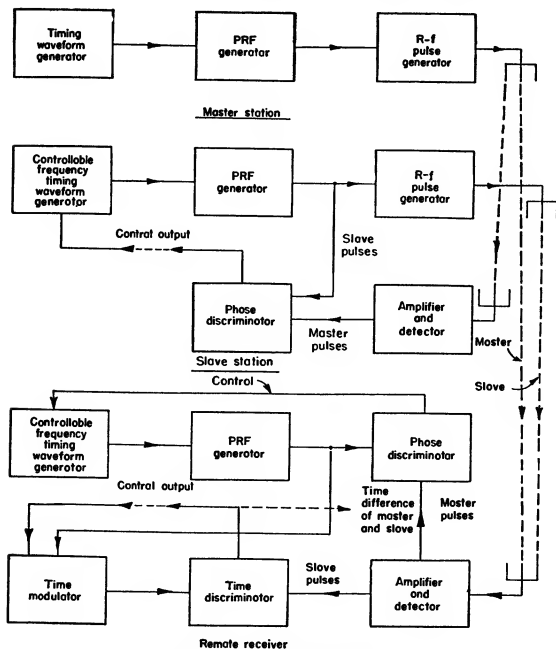 Timing
waveform
generator
PRF
generator
R-f
pulse
generator
Master station
Controllable
frequency
timing
waveform
generator
PRF
generator
R-f
pulse
generator
Control output
Slave
pulses
Phase
discriminator
Master
pulses
Amplifier
and
detector
Slave station
Master
Slave
Control
Controllable
frequency
timing
waveform
generator
PRF
generator
Phase
discriminator
Control output
Time
difference
of master
and slave
Master
pulses
Time
modulator
Time
discriminator
Slave
pulses
Amplifier
and
detector
Remote receiver